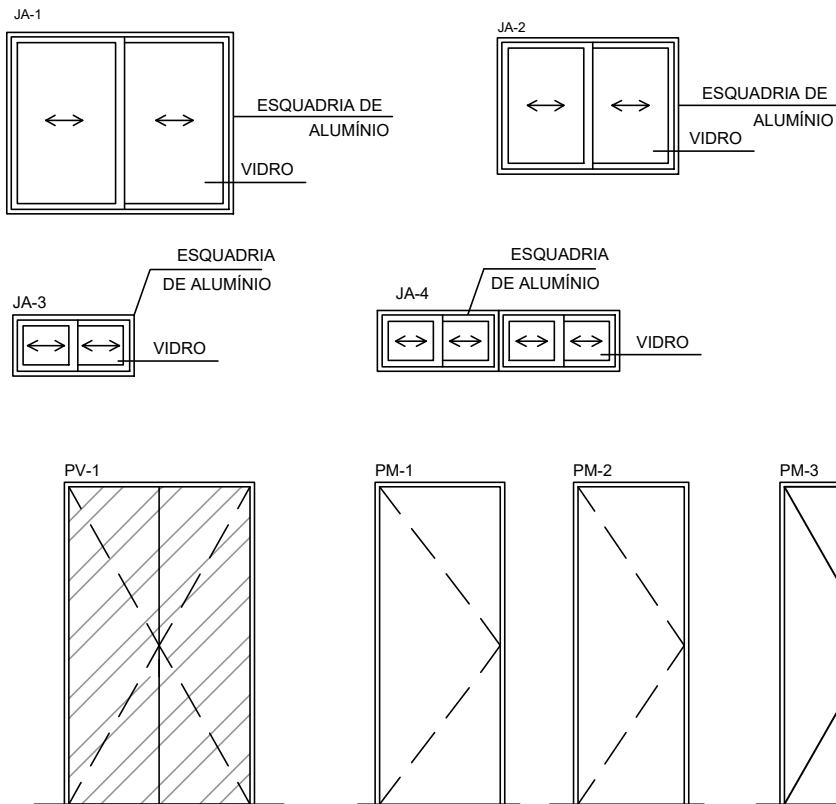 JA-1
ESQUADRIA DE
ALUMÍNIO
VIDRO
JA-2
ESQUADRIA DE
ALUMÍNIO
VIDRO
JA-3
ESQUADRIA
DE ALUMÍNIO
VIDRO
JA-4
ESQUADRIA
DE ALUMÍNIO
VIDRO
PV-1
PM-1
PM-2
PM-3